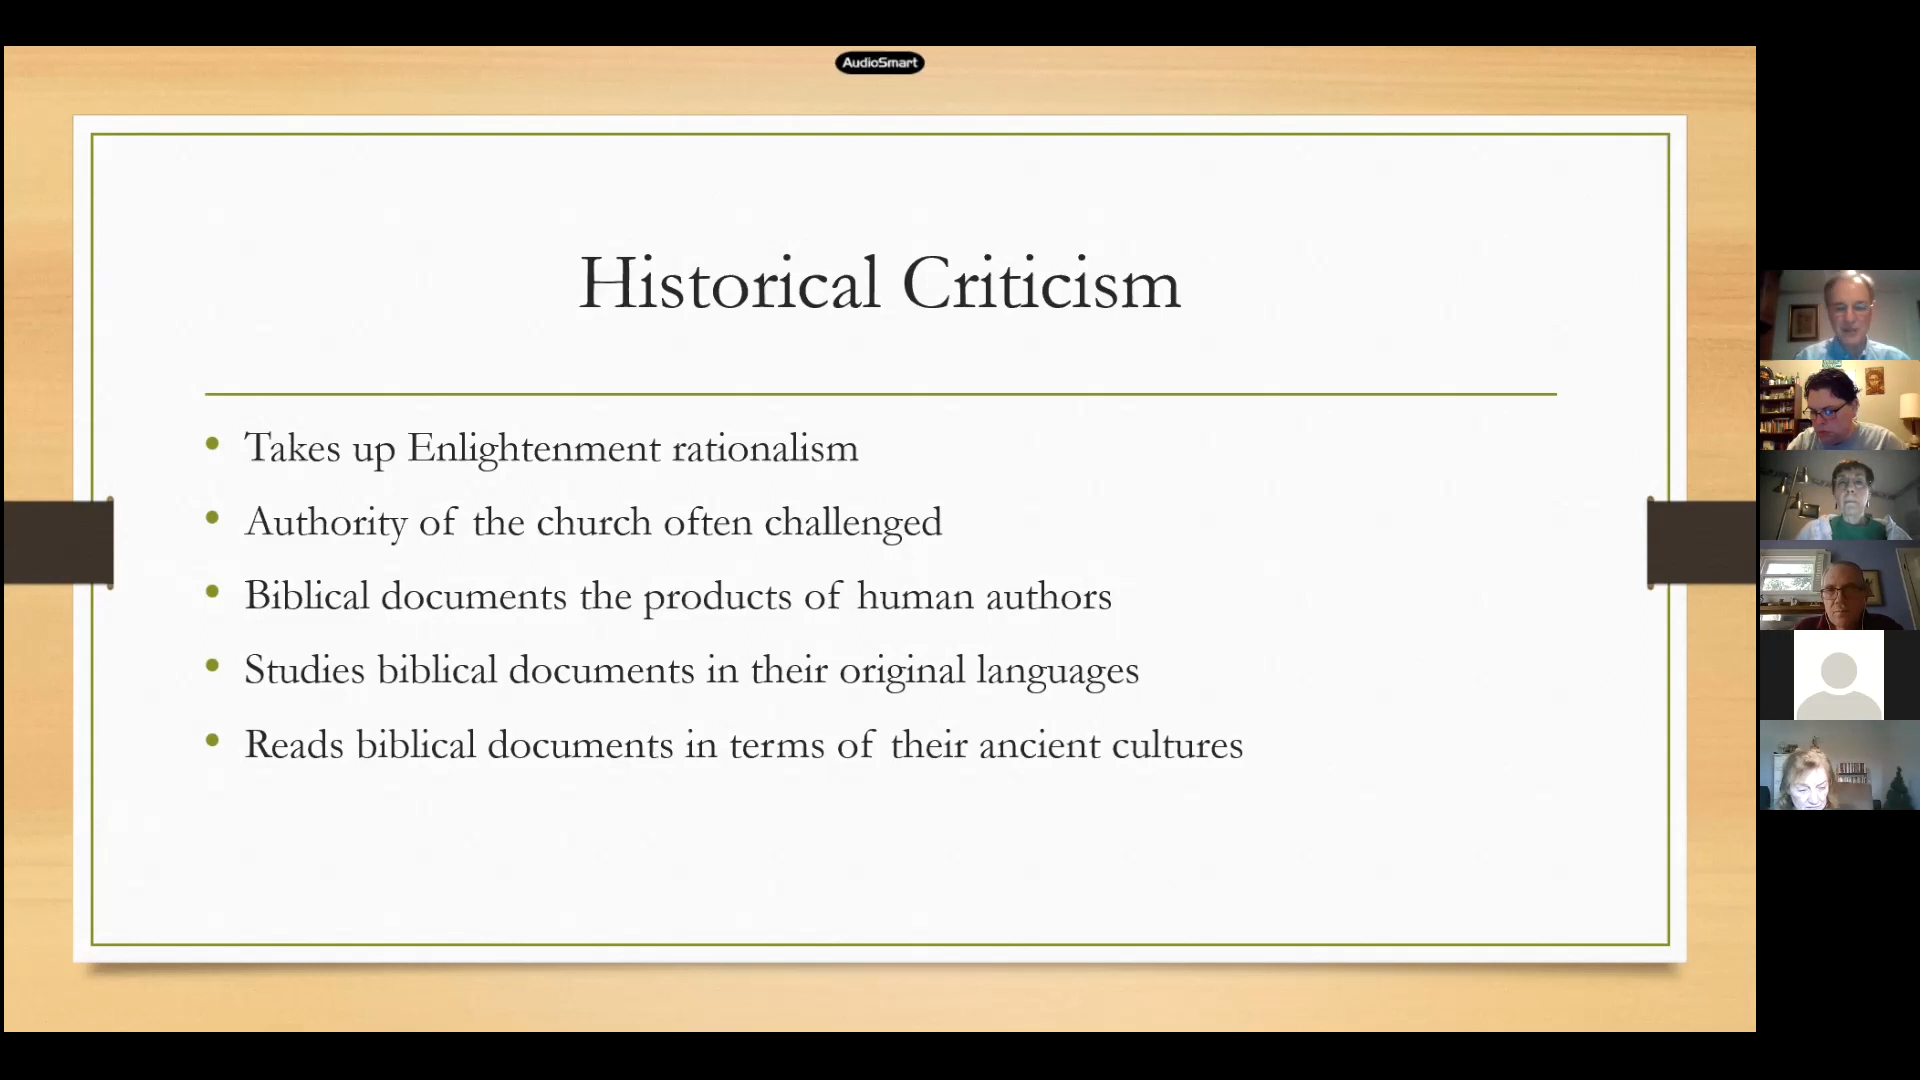 AudioSmart
Historical Criticism
• Takes up Enlightenment rationalism
• Authority of the church often challenged
• Biblical documents the products of human authors
• Studies biblical documents in their original languages
• Reads biblical documents in terms of their ancient cultures